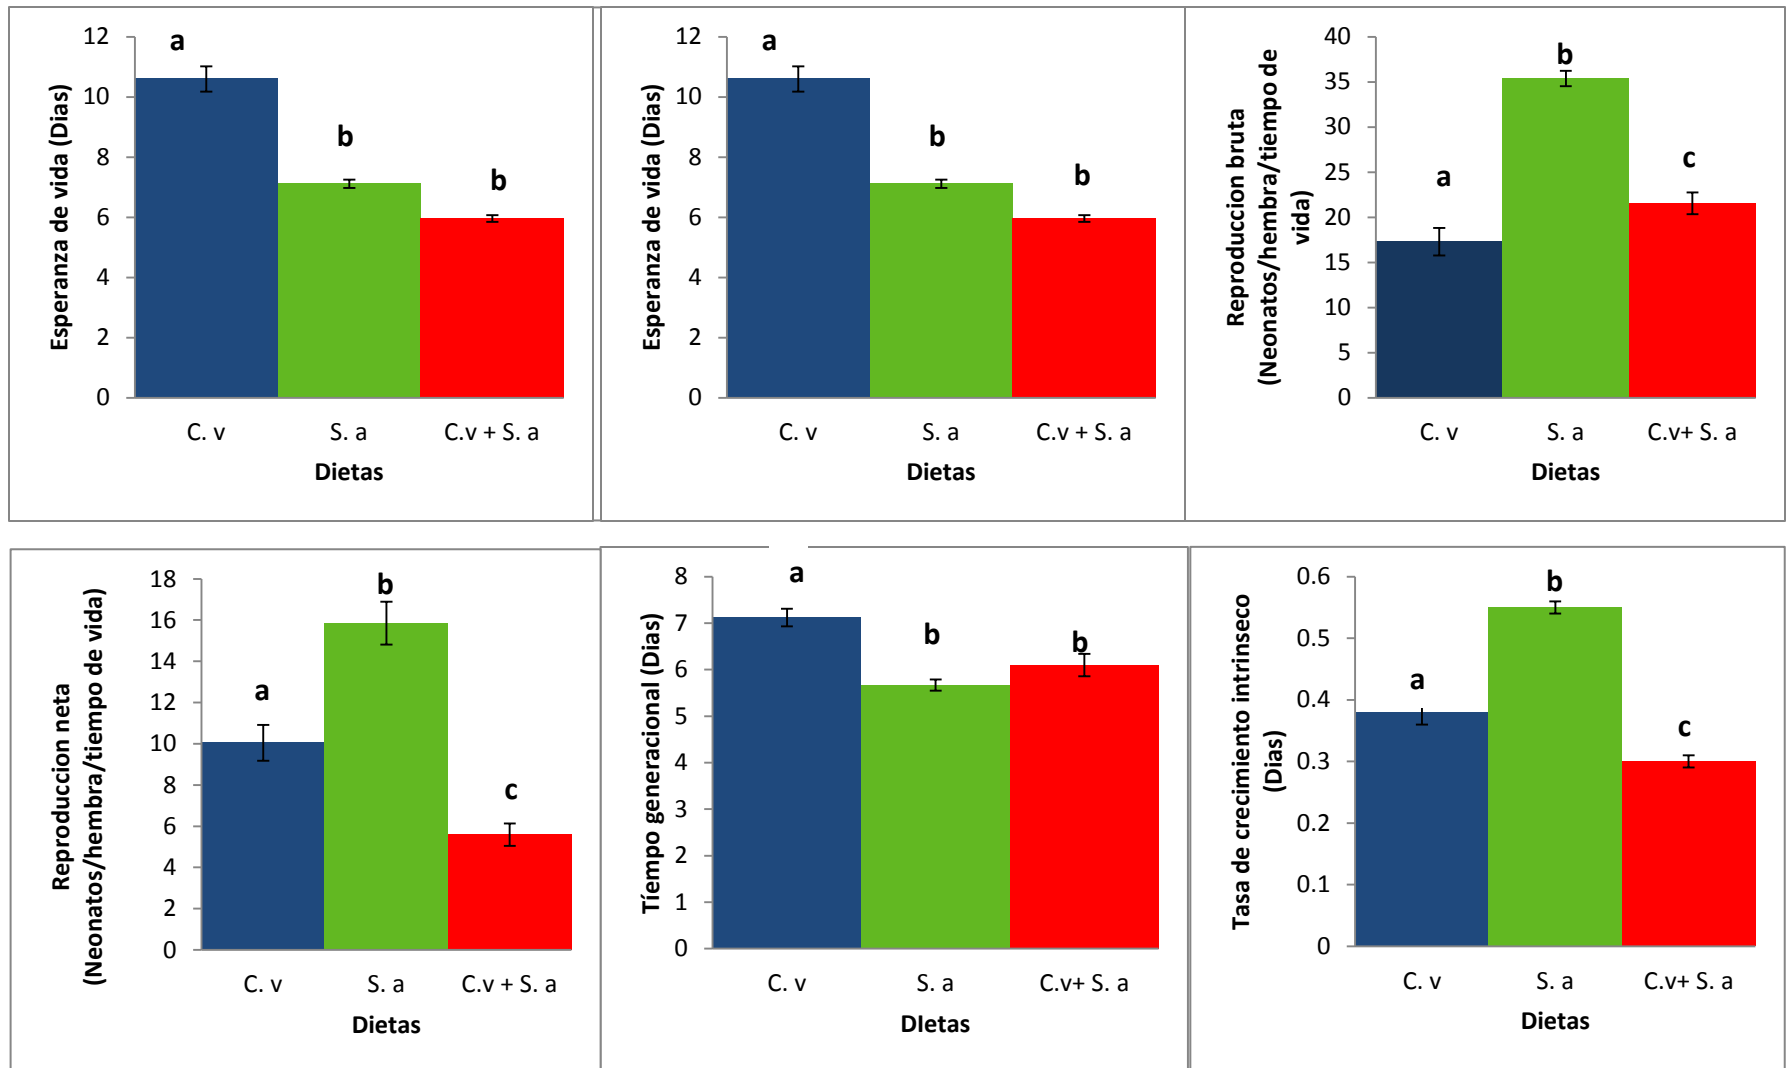 Esperanza de vida (Dias)
12
10
8
6
4
2
0
a
b
b
C. v
S. a
C.v + S. a
Dietas
Esperanza de vida (Dias)
12
10
8
6
4
2
0
a
b
b
C. v
S. a
C.v + S. a
Dietas
Reproduccion bruta
(Neonatos/hembra/tiempo de
vida)
40
35
30
25
20
15
10
5
0
a
b
c
C. v
S. a
C.v+ S. a
Dietas
Reproduccion neta
(Neonatos/hembra/tiempo de vida)
18
16
14
12
10
8
6
4
2
0
a
b
c
C. v
S. a
C.v + S. a
Dietas
Tíempo generacional (Dias)
8
7
6
5
4
3
2
1
0
a
b
b
C. v
S. a
C.v+ S. a
DIetas
Tasa de crecimiento intrinseco
(Dias)
0.6
0.5
0.4
0.3
0.2
0.1
0
a
b
c
C. v
S. a
C.v+ S. a
Dietas